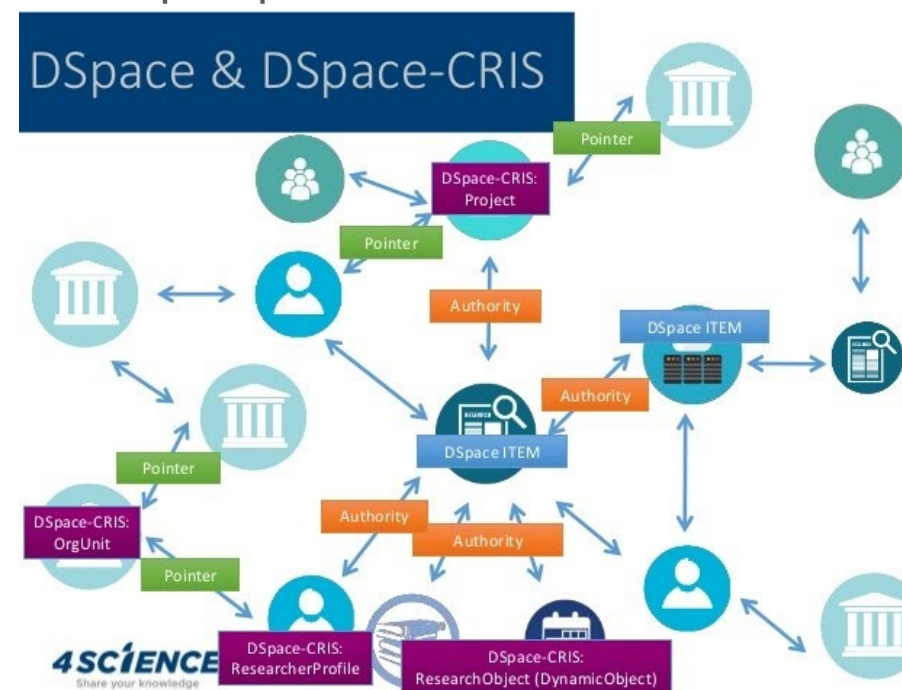 DSpace & DSpace-CRIS
Pointer
DSpace-CRIS:
Project
Pointer
Authority
DSpace ITEM
Authority
DSpace ITEM
Pointer
Authority
Authority
DSpace-CRIS:
OrgUnit
Pointer
DSpace-CRIS:
ResearcherProfile
DSpace-CRIS:
ResearchObject (DynamicObject)
4SCIENCE
Share your knowledge